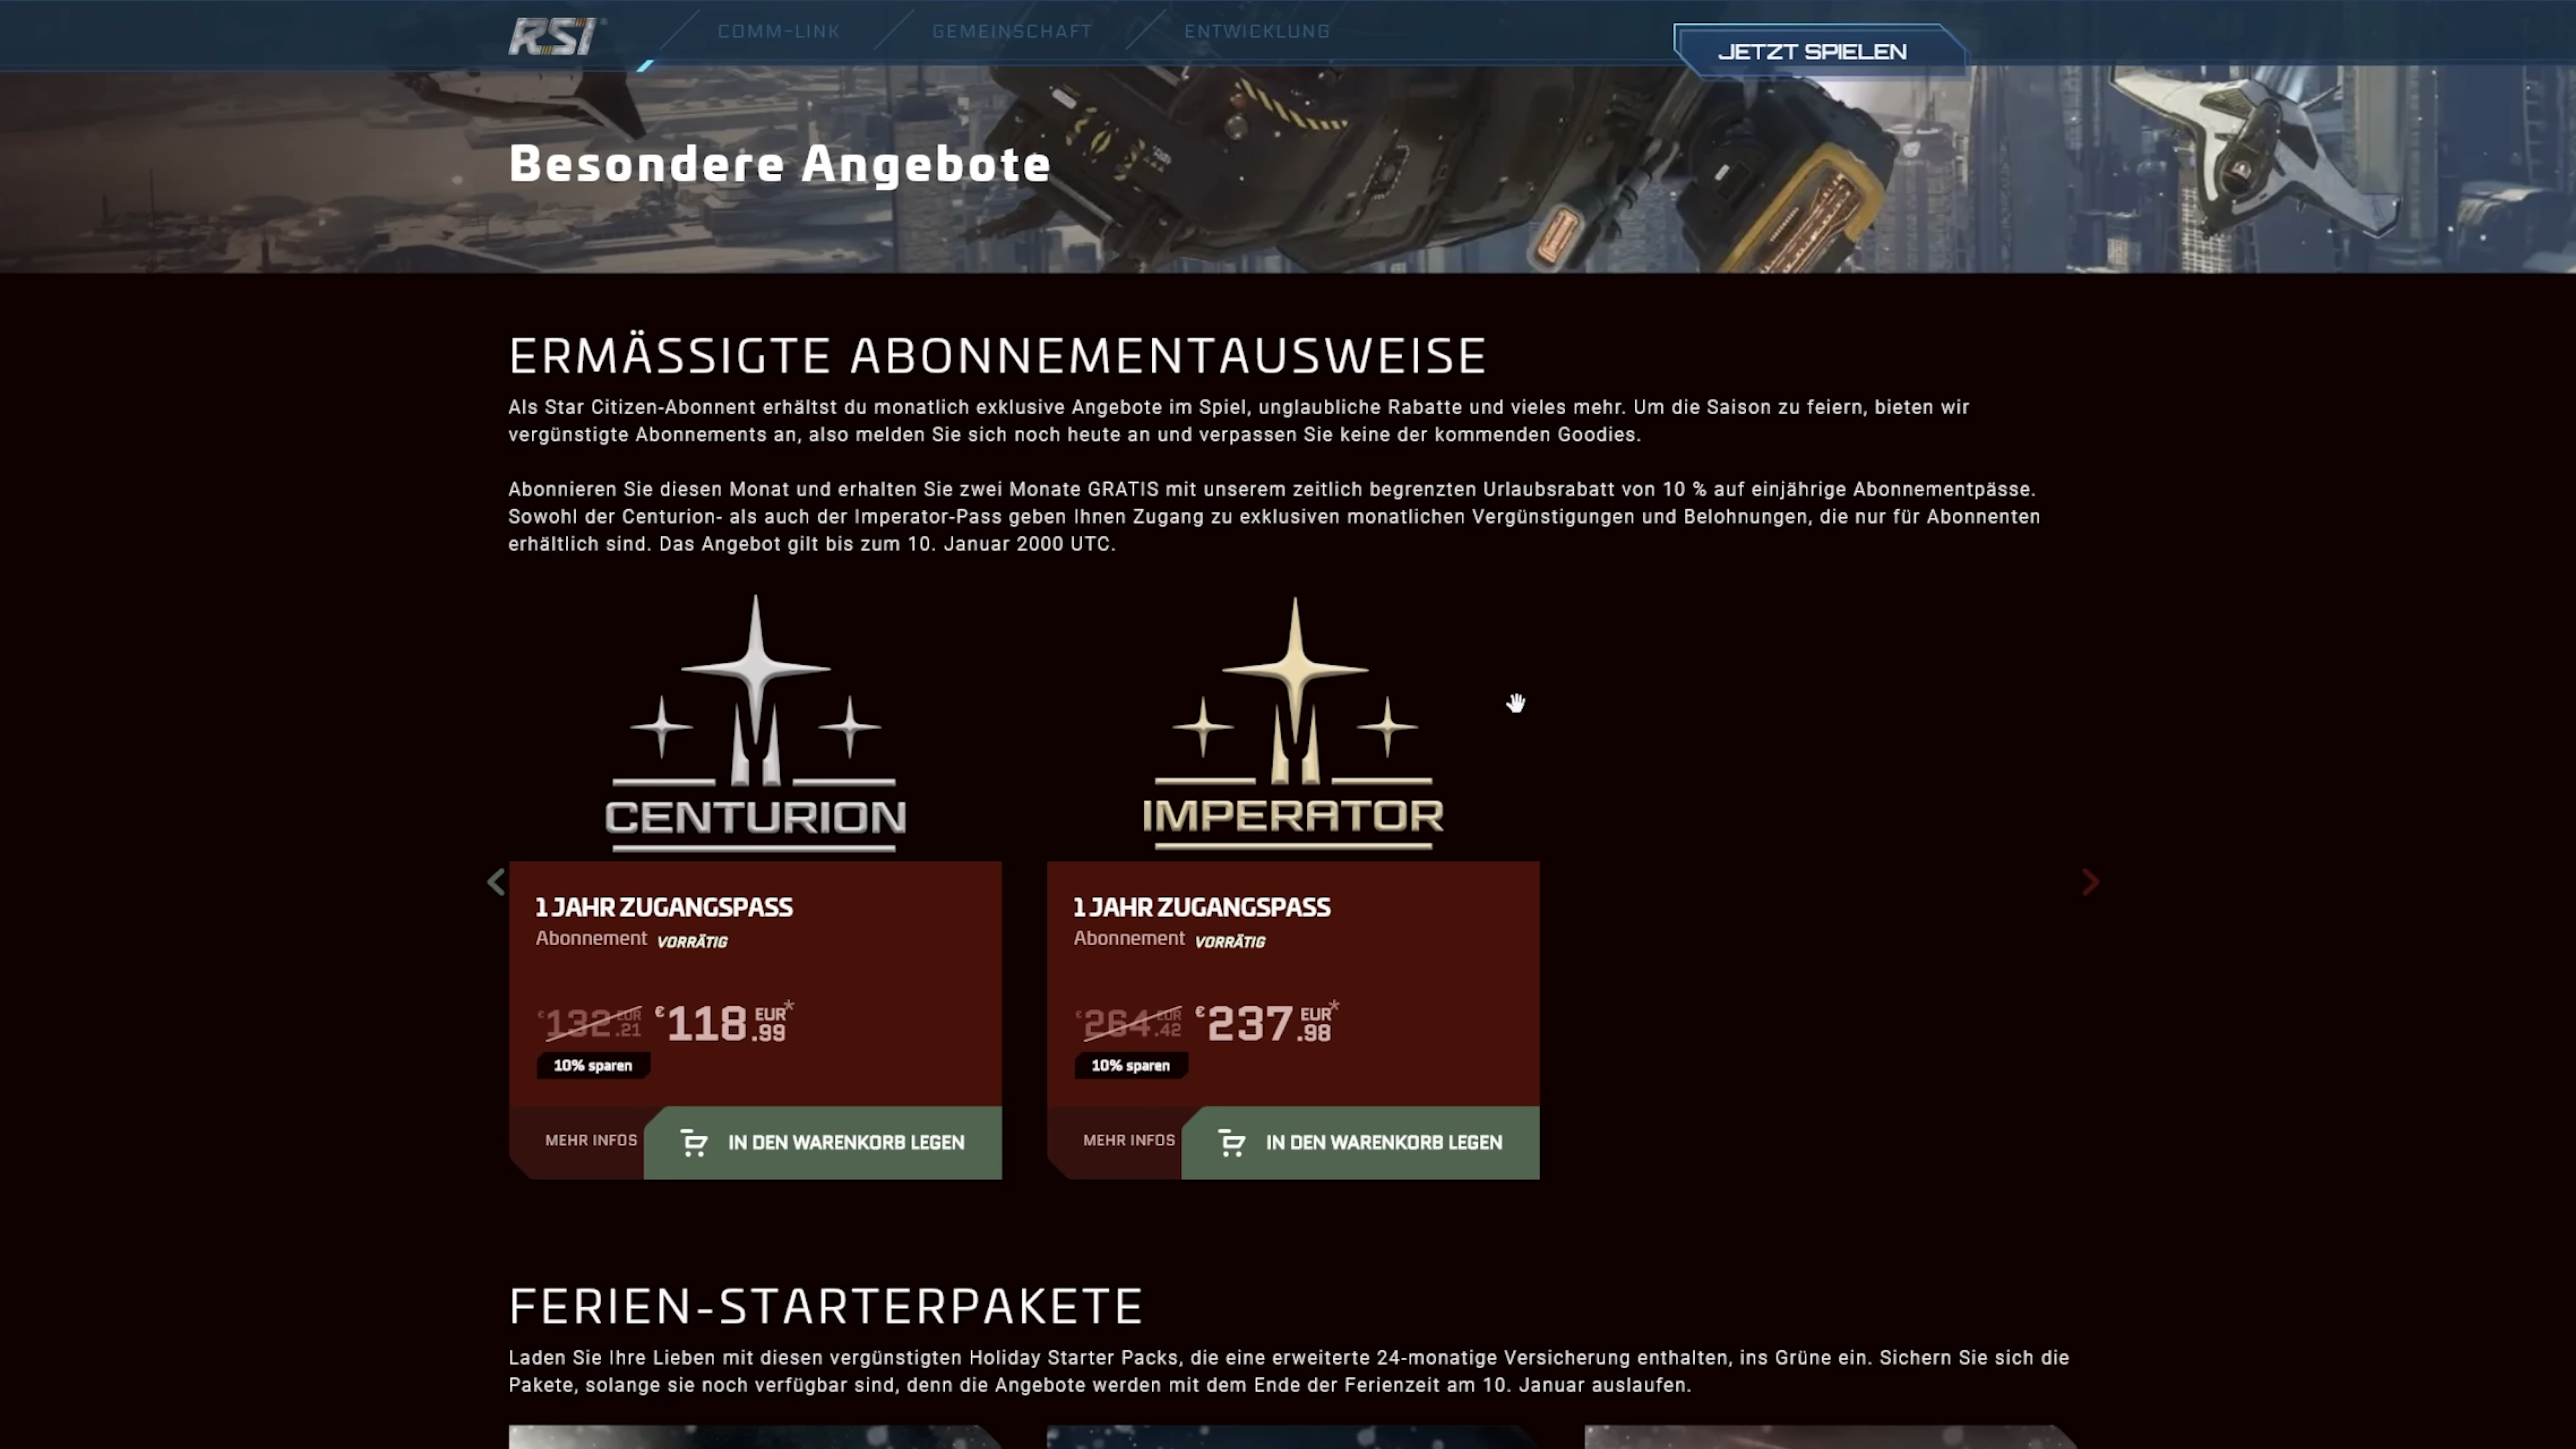 RSI
COMM-LINK
GEMEINSCHAFT
ENTWICKLUNG
JETZT SPIELEN
Besondere Angebote
ERMÄSSIGTE ABONNEMENTAUSWEISE
Als Star Citizen-Abonnent erhältst du monatlich exklusive Angebote im Spiel, unglaubliche Rabatte und vieles mehr. Um die Saison zu feiern, bieten wir
vergünstigte Abonnements an, also melden Sie sich noch heute an und verpassen Sie keine der kommenden Goodies.
Abonnieren Sie diesen Monat und erhalten Sie zwei Monate GRATIS mit unserem zeitlich begrenzten Urlaubsrabatt von 10 % auf einjährige Abonnementpässe.
Sowohl der Centurion- als auch der Imperator-Pass geben Ihnen Zugang zu exklusiven monatlichen Vergünstigungen und Belohnungen, die nur für Abonnenten
erhältlich sind. Das Angebot gilt bis zum 10. Januar 2000 UTC.
CENTURION
1 JAHR ZUGANGSPASS
Abonnement VORRÄTIG
€132.21 EUR €118.99 EUR*
10% sparen
MEHR INFOS
IN DEN WARENKORB LEGEN
IMPERATOR
1 JAHR ZUGANGSPASS
Abonnement VORRÄTIG
€264.42 EUR €237.98 EUR*
10% sparen
MEHR INFOS
IN DEN WARENKORB LEGEN
FERIEN-STARTERPAKETE
Laden Sie Ihre Lieben mit diesen vergünstigten Holiday Starter Packs, die eine erweiterte 24-monatige Versicherung enthalten, ins Grüne ein. Sichern Sie sich die
Pakete, solange sie noch verfügbar sind, denn die Angebote werden mit dem Ende der Ferienzeit am 10. Januar auslaufen.